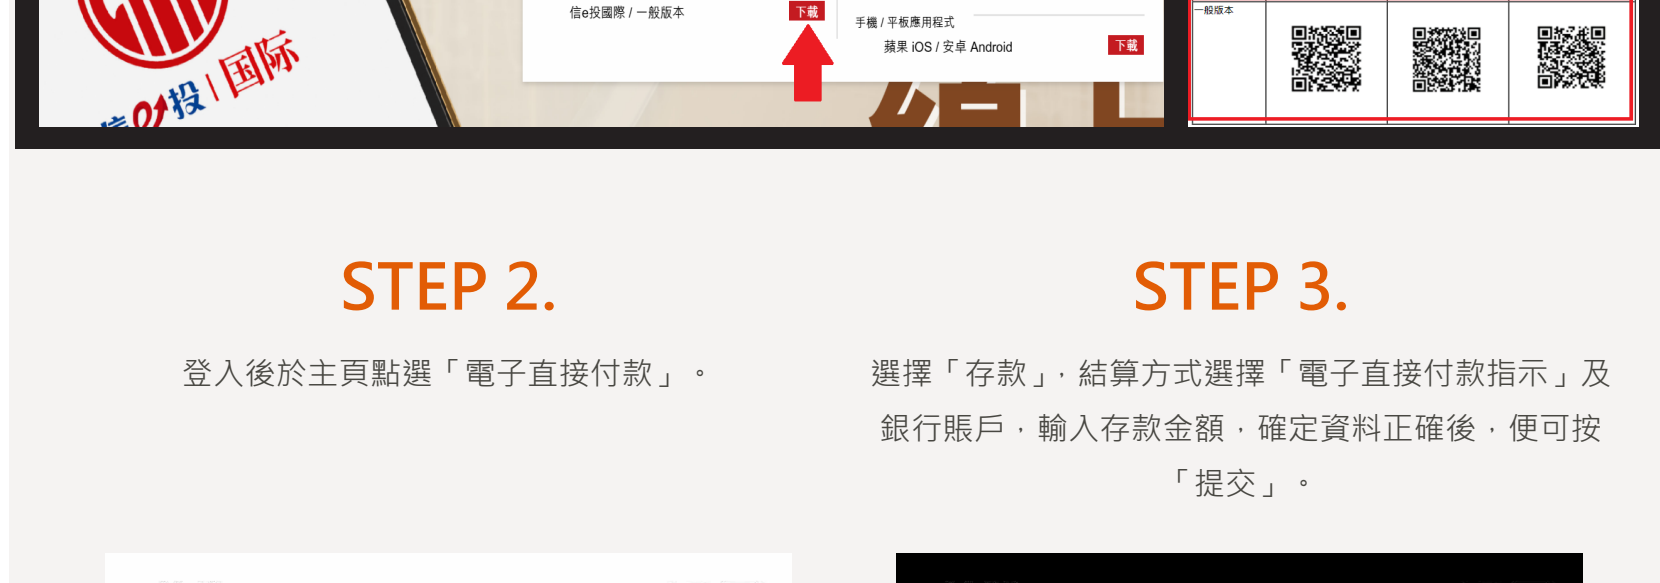 信e投國際 / 一般版本
下載
手機 / 平板應用程式
蘋果 iOS / 安卓 Android
下載
一般版本
投|国际
STEP 2.
登入後於主頁點選「電子直接付款」。
STEP 3.
選擇「存款」，結算方式選擇「電子直接付款指示」及
銀行賬戶，輸入存款金額，確定資料正確後，便可按
「提交」。